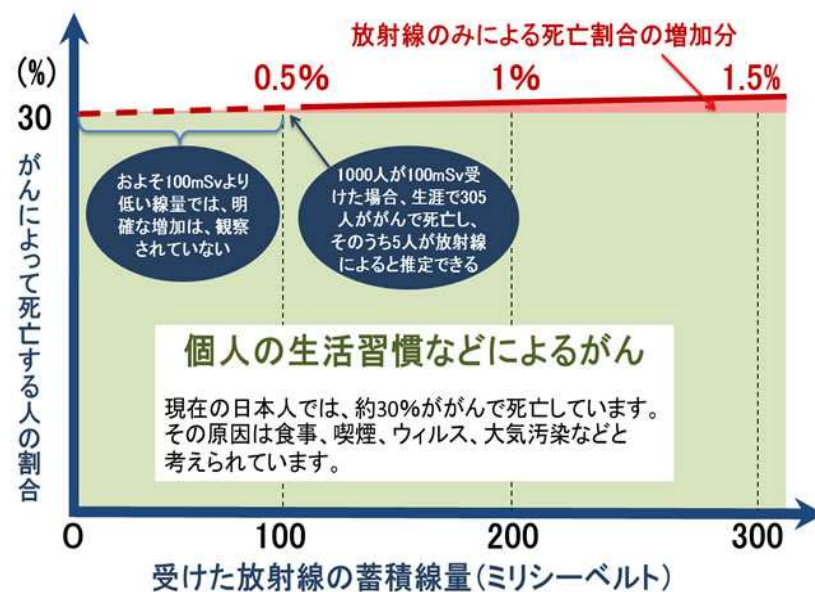 放射線のみによる死亡割合の増加分
(%)
0.5%
1%
1.5%
30
がんによって死亡する人の割合
およそ100mSvより
低い線量では、明
確な増加は、観察
されていない
1000人が100mSv受
けた場合、生涯で305
人ががんで死亡し、
そのうち5人が放射線
によると推定できる
個人の生活習慣などによるがん
現在の日本人では、約30%ががんで死亡しています。
その原因は食事、喫煙、ウィルス、大気汚染などと
考えられています。
O
100
200
300
受けた放射線の蓄積線量(ミリシーベルト)